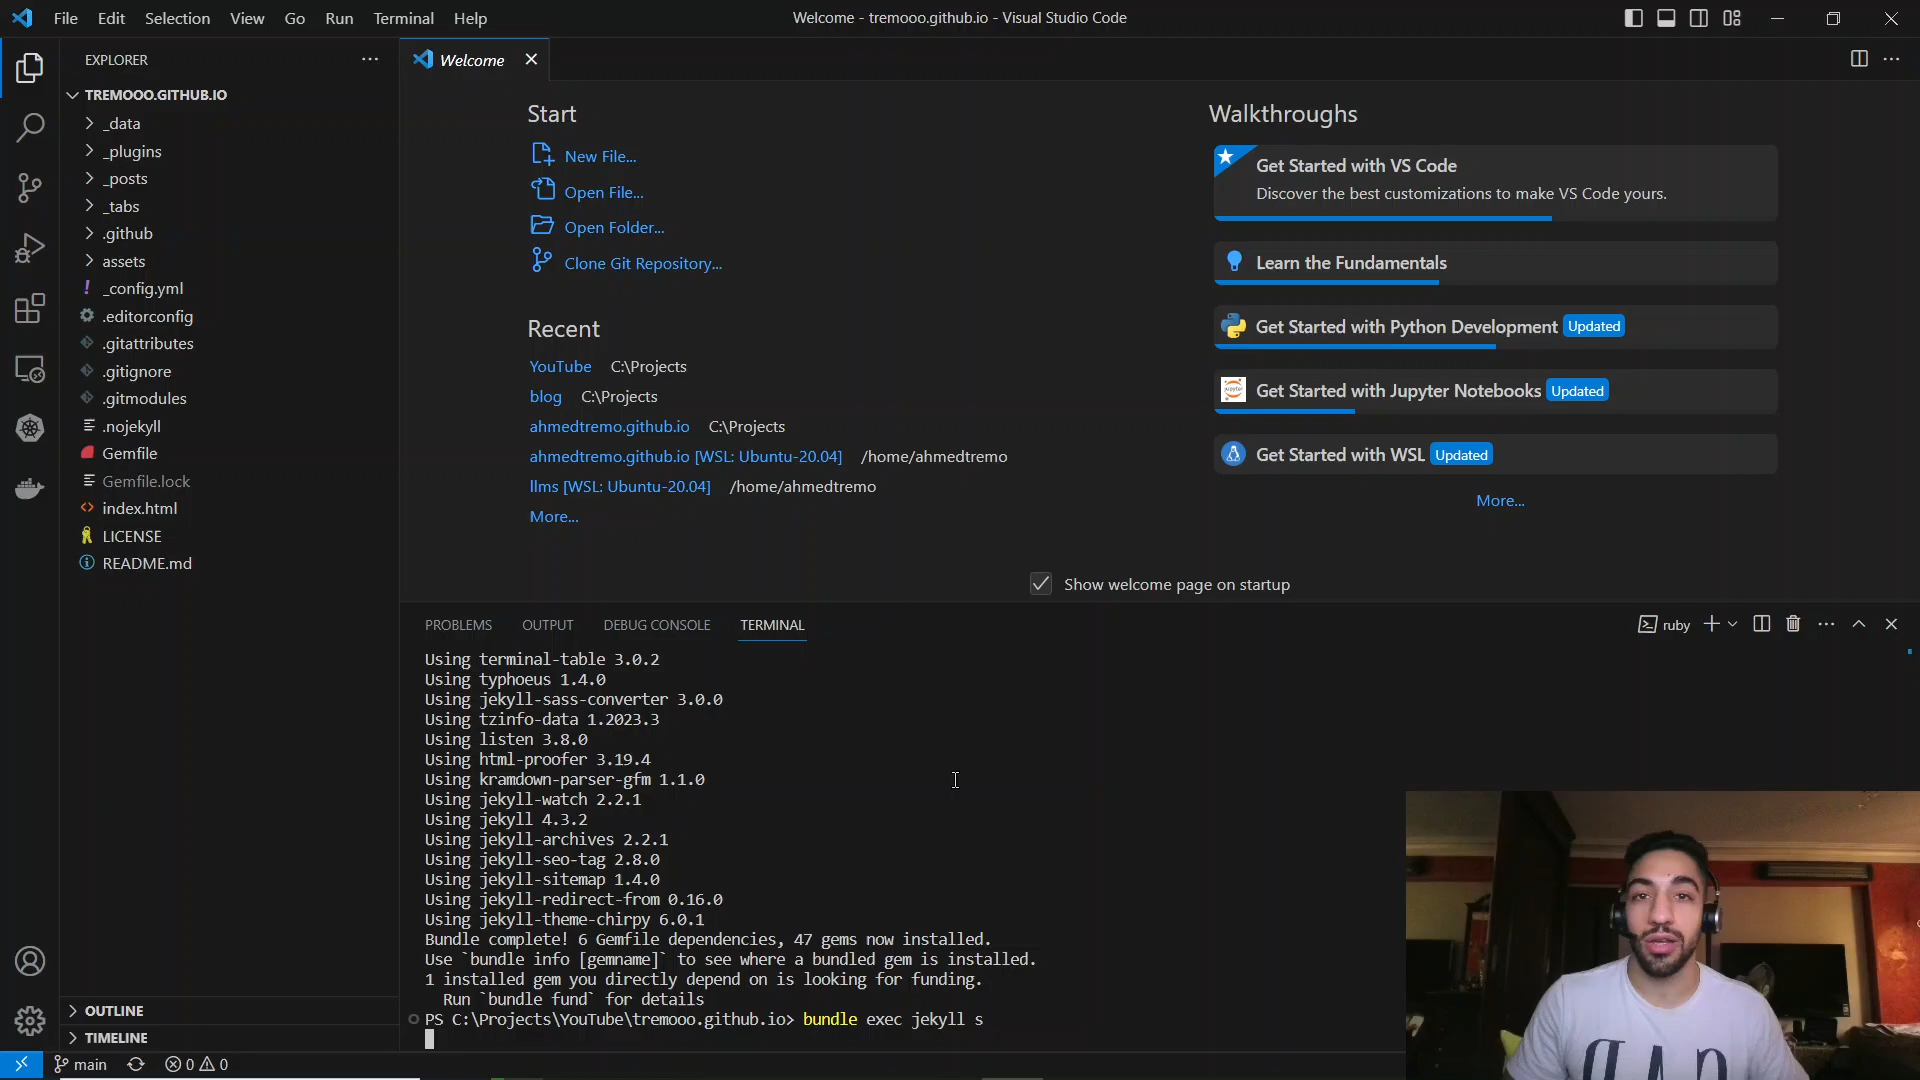 File Edit Selection View Go Run Terminal Help
Welcome - tremooo.github.io - Visual Studio Code
EXPLORER
TREMOOO.GITHUB.IO
_data
_plugins
_posts
_tabs
.github
assets
_config.yml
.editorconfig
.gitattributes
.gitignore
.gitmodules
.nojekyll
Gemfile
Gemfile.lock
index.html
LICENSE
README.md
OUTLINE
TIMELINE
Welcome
Start
New File...
Open File...
Open Folder...
Clone Git Repository...
Recent
YouTube C:\Projects
blog C:\Projects
ahmedtremo.github.io C:\Projects
ahmedtremo.github.io [WSL: Ubuntu-20.04] /home/ahmedtremo
llms [WSL: Ubuntu-20.04] /home/ahmedtremo
More...
Walkthroughs
Get Started with VS Code
Discover the best customizations to make VS Code yours.
Learn the Fundamentals
Get Started with Python Development Updated
Get Started with Jupyter Notebooks Updated
Get Started with WSL Updated
More...
Show welcome page on startup
PROBLEMS OUTPUT DEBUG CONSOLE TERMINAL
ruby
Using terminal-table 3.0.2
Using typhoeus 1.4.0
Using jekyll-sass-converter 3.0.0
Using tzinfo-data 1.2023.3
Using listen 3.8.0
Using html-proofer 3.19.4
Using kramdown-parser-gfm 1.1.0
Using jekyll-watch 2.2.1
Using jekyll 4.3.2
Using jekyll-archives 2.2.1
Using jekyll-seo-tag 2.8.0
Using jekyll-sitemap 1.4.0
Using jekyll-redirect-from 0.16.0
Using jekyll-theme-chirpy 6.0.1
Bundle complete! 6 Gemfile dependencies, 47 gems now installed.
Use `bundle info [gemname]` to see where a bundled gem is installed.
1 installed gem you directly depend on is looking for funding.
Run `bundle fund` for details
PS C:\Projects\YouTube\tremooo.github.io> bundle exec jekyll s
main 0 0